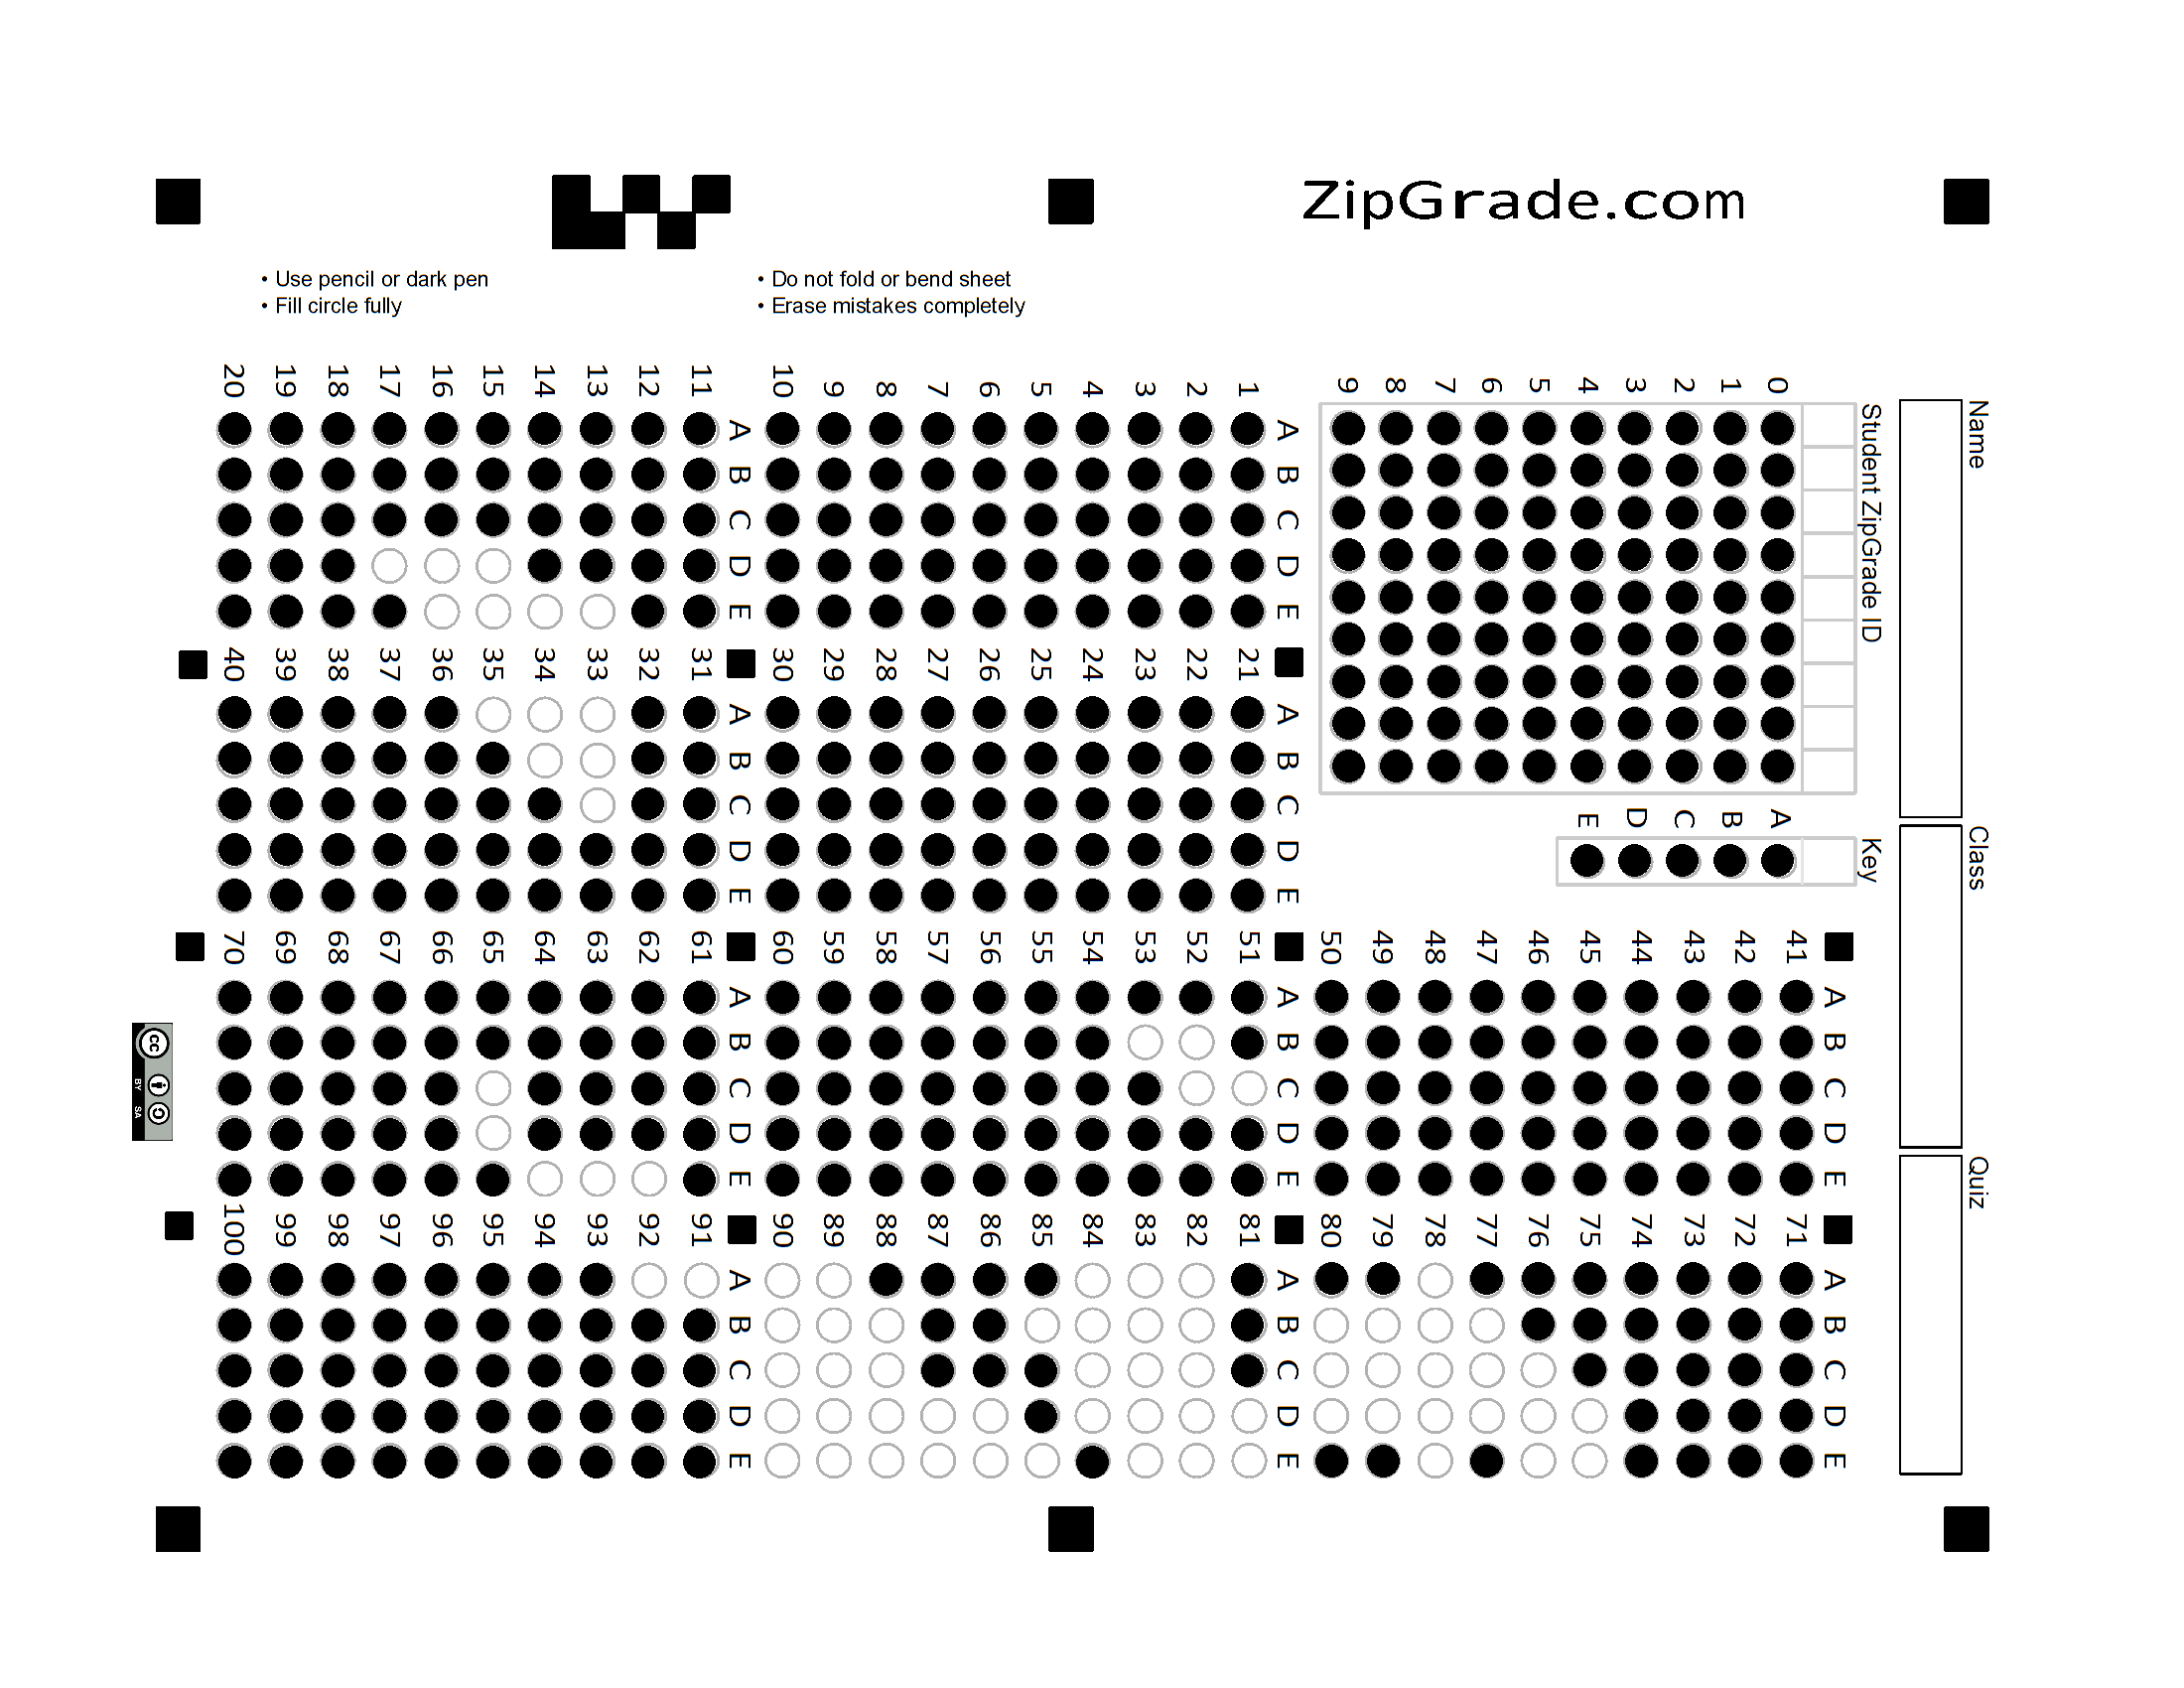 ZipGrade.com
• Use pencil or dark pen
• Fill circle fully
• Do not fold or bend sheet
• Erase mistakes completely
Name
Class
Quiz
Student ZipGrade ID
0 1 2 3 4 5 6 7 8 9
Key
A B C D E
20 19 18 17 16 15 14 13 12 11
A B C D E
10 9 8 7 6 5 4 3 2 1
A B C D E
40 39 38 37 36 35 34 33 32 31
A B C D E
30 29 28 27 26 25 24 23 22 21
A B C D E
70 69 68 67 66 65 64 63 62 61
A B C D E
60 59 58 57 56 55 54 53 52 51
A B C D E
50 49 48 47 46 45 44 43 42 41
A B C D E
100 99 98 97 96 95 94 93 92 91
A B C D E
90 89 88 87 86 85 84 83 82 81
A B C D E
80 79 78 77 76 75 74 73 72 71
A B C D E
cc
BY SA